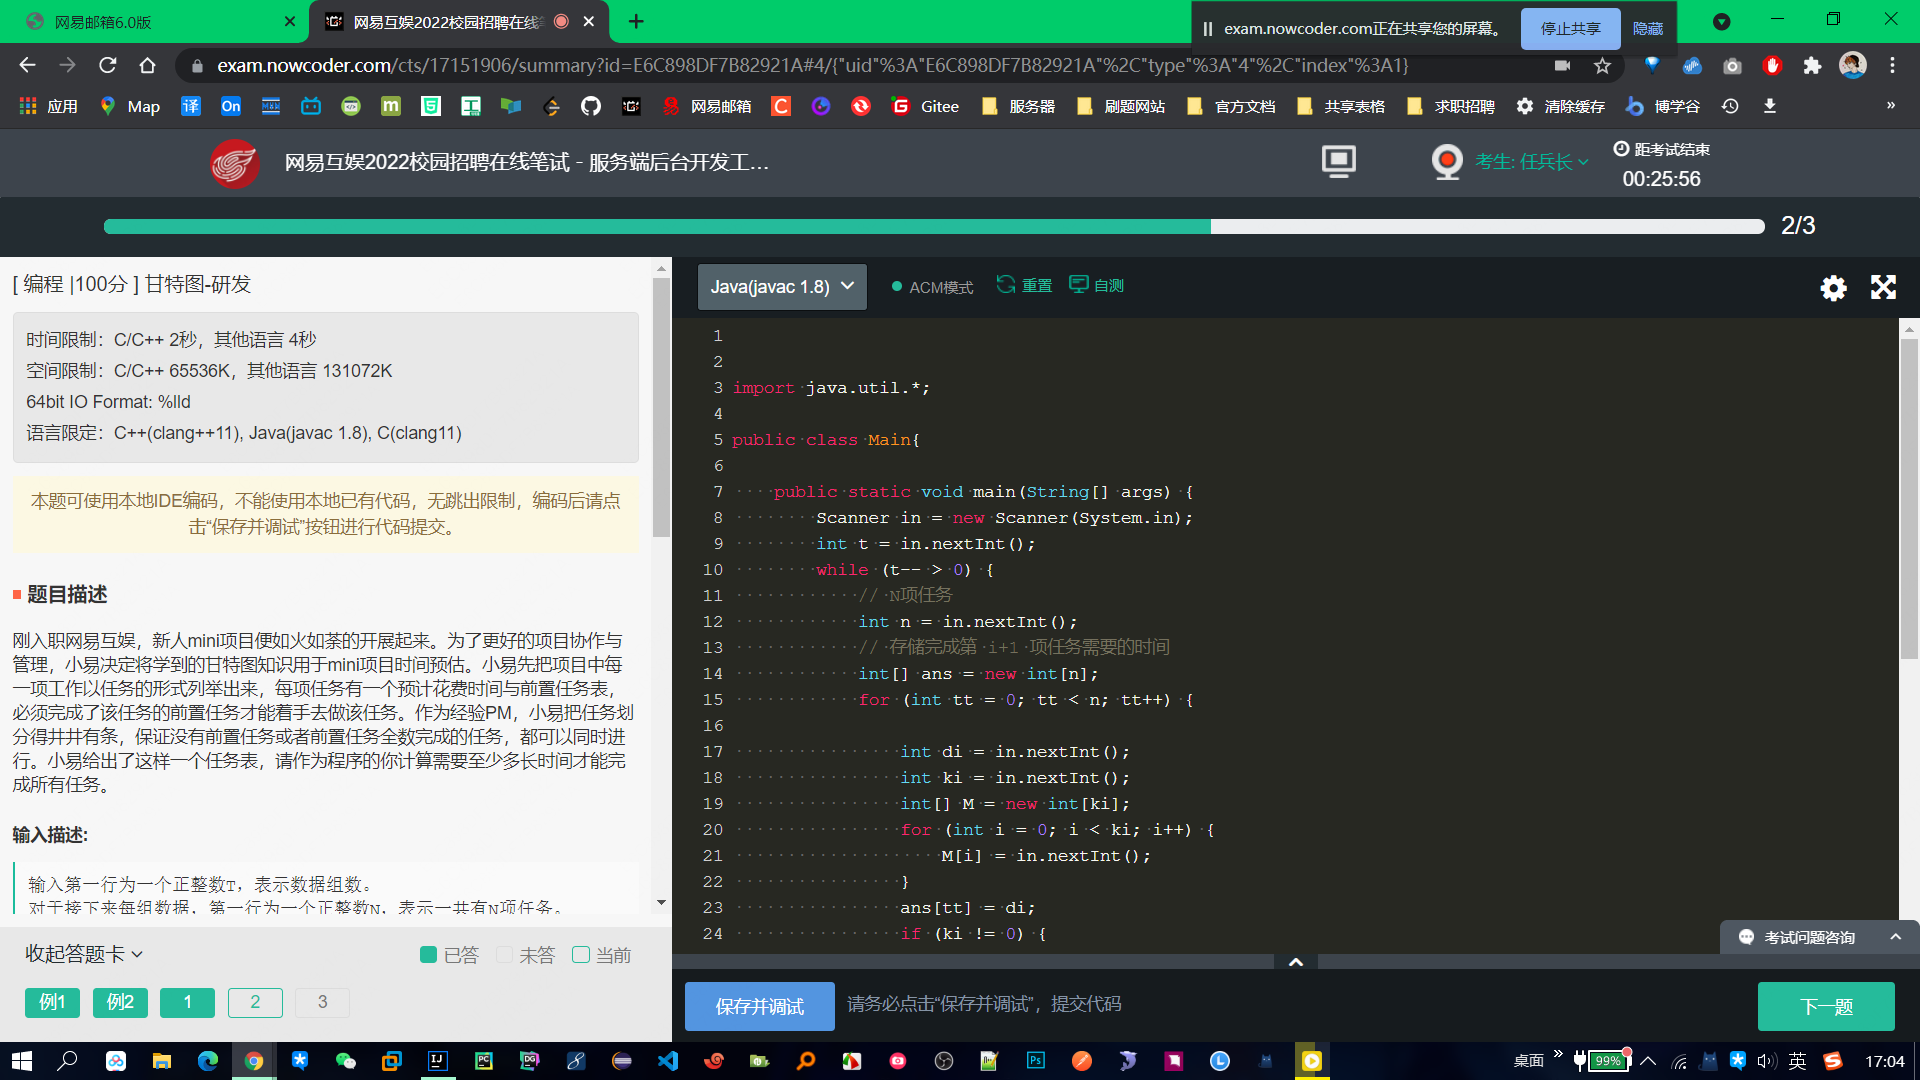 网易邮箱6.0版
网易互娱2022校园招聘在线
exam.nowcoder.com正在共享您的屏幕。
停止共享
隐藏
exam.nowcoder.com/cts/17151906/summary?id=E6C898DF7B82921A#4/{"uid"%3A"E6C898DF7B82921A"%2C"type"%3A"4"%2C"index"%3A1}
应用 Map 译 On 网易邮箱 Gitee 服务器 刷题网站 官方文档 共享表格 求职招聘 清除缓存 博学谷 »
网易互娱2022校园招聘在线笔试 - 服务端后台开发工...
考生: 任兵长
距考试结束
00:25:56
2/3
[ 编程 |100分 ] 甘特图-研发
时间限制：C/C++ 2秒，其他语言 4秒
空间限制：C/C++ 65536K，其他语言 131072K
64bit IO Format: %lld
语言限定：C++(clang++11), Java(javac 1.8), C(clang11)
本题可使用本地IDE编码，不能使用本地已有代码，无跳出限制，编码后请点
击“保存并调试”按钮进行代码提交。
题目描述
刚入职网易互娱，新人mini项目便如火如荼的开展起来。为了更好的项目协作与
管理，小易决定将学到的甘特图知识用于mini项目时间预估。小易先把项目中每
一项工作以任务的形式列举出来，每项任务有一个预计花费时间与前置任务表，
必须完成了该任务的前置任务才能着手去做该任务。作为经验PM，小易把任务划
分得井井有条，保证没有前置任务或者前置任务全数完成的任务，都可以同时进
行。小易给出了这样一个任务表，请作为程序的你计算需要至少多长时间才能完
成所有任务。
输入描述:
输入第一行为一个正整数T，表示数据组数。
对于接下来每组数据，第一行为一个正整数N，表示一共有N项任务。
收起答题卡
已答 未答 当前
例1 例2 1 2 3
Java(javac 1.8)
ACM模式
重置
自测
1
2
3 import java.util.*;
4
5 public class Main{
6
7 public static void main(String[] args) {
8 Scanner in = new Scanner(System.in);
9 int t = in.nextInt();
10 while (t-- > 0) {
11 // N项任务
12 int n = in.nextInt();
13 // 存储完成第 i+1 项任务需要的时间
14 int[] ans = new int[n];
15 for (int tt = 0; tt < n; tt++) {
16
17 int di = in.nextInt();
18 int ki = in.nextInt();
19 int[] M = new int[ki];
20 for (int i = 0; i < ki; i++) {
21 M[i] = in.nextInt();
22 }
23 ans[tt] = di;
24 if (ki != 0) {
考试问题咨询
保存并调试
请务必点击“保存并调试”，提交代码
下一题
桌面 » 99% 英 17:04